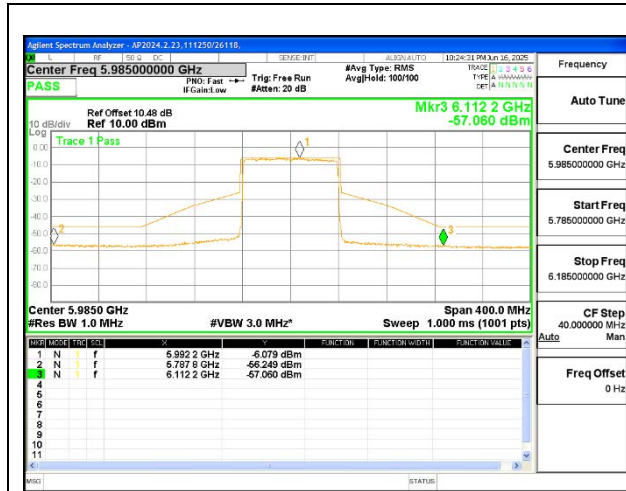 Agilent Spectrum Analyzer - AP2024.2.23,111250/26118,
L RF 50 Ω DC SENSE:INT ALIGNAUTO 10:24:31 PM Jun 16, 2025
Center Freq 5.985000000 GHz
PASS
PNO: Fast
IFGain:Low
Trig: Free Run
#Atten: 20 dB
#Avg Type: RMS
Avg|Hold: 100/100
TRACE 1 2 3 4 5 6
TYPE A
DET A N N N N N
Mkr3 6.112 2 GHz
-57.060 dBm
Ref Offset 10.48 dB
Ref 10.00 dBm
10 dB/div
Log
Trace 1 Pass
0.00
-10.0
-20.0
-30.0
-40.0
-50.0
-60.0
-70.0
-80.0
1
2
3
Center 5.9850 GHz
Span 400.0 MHz
#Res BW 1.0 MHz
#VBW 3.0 MHz*
Sweep 1.000 ms (1001 pts)
MKR MODE TRC SCL X Y FUNCTION FUNCTION WIDTH FUNCTION VALUE
1 N 1 f 5.992 2 GHz -6.079 dBm
2 N 1 f 5.787 8 GHz -56.249 dBm
3 N 1 f 6.112 2 GHz -57.060 dBm
4
5
6
7
8
9
10
11
MSG STATUS
Frequency
Auto Tune
Center Freq
5.985000000 GHz
Start Freq
5.785000000 GHz
Stop Freq
6.185000000 GHz
CF Step
40.000000 MHz
Auto Man
Freq Offset
0 Hz